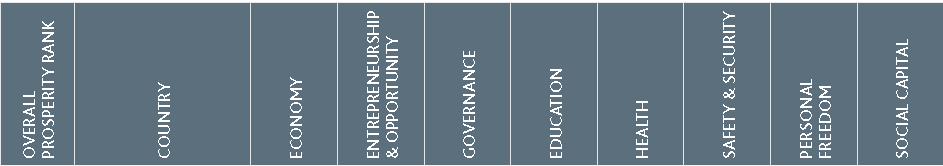 OVERALL
PROSPERITY RANK
COUNTRY
ECONOMY
ENTREPRENEURSHIP
& OPPORTUNITY
GOVERNANCE
EDUCATION
HEALTH
SAFETY & SECURITY
PERSONAL
FREEDOM
SOCIAL CAPITAL